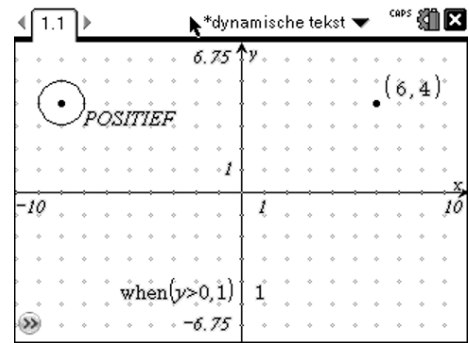 1.1 *dynamische tekst CAPS
6.75 y
(6,4)
POSITIEF
1
x
-10 1 10
when(y>0,1) 1
-6.75